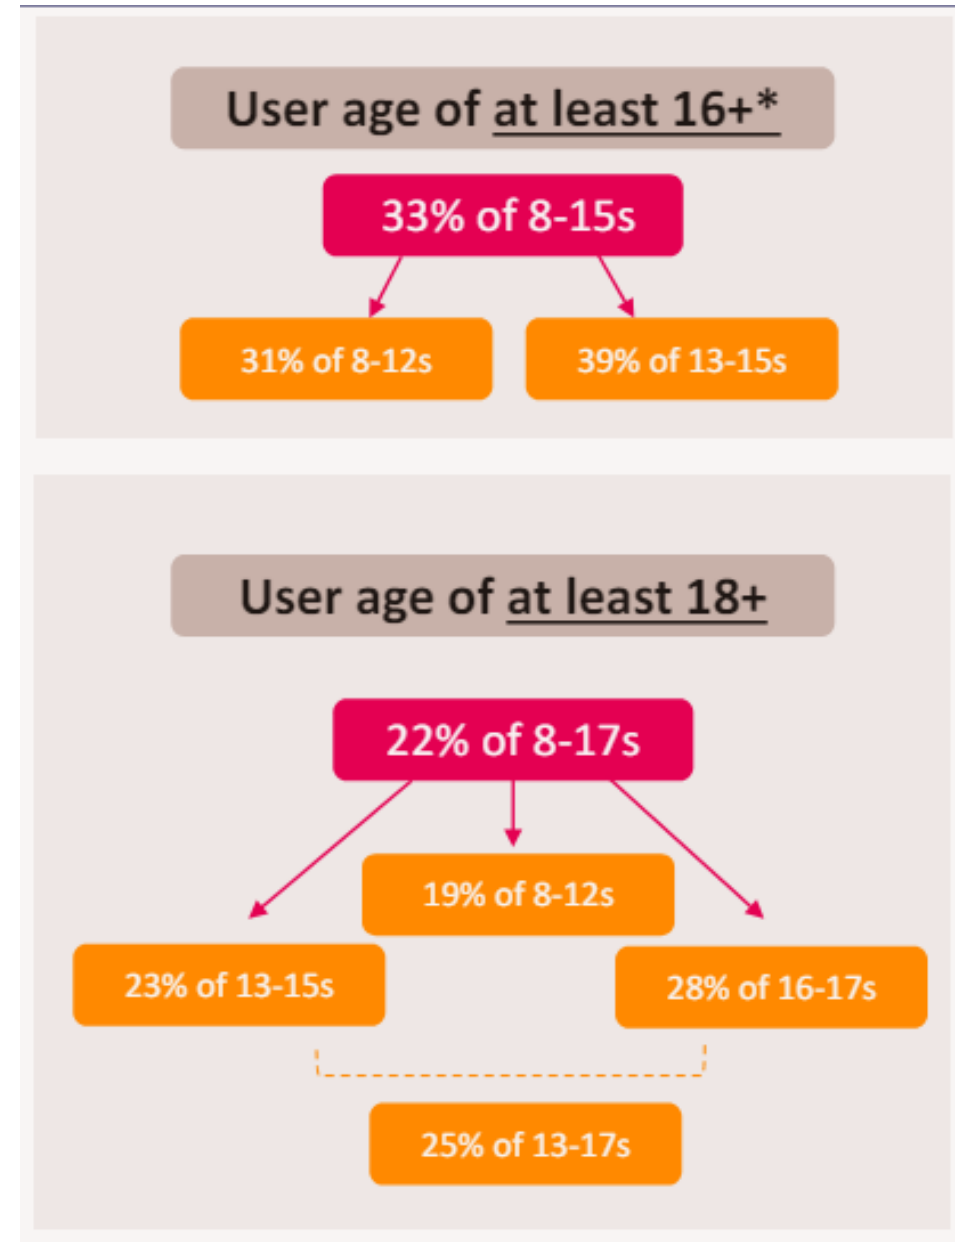 User age of at least 16+*
33% of 8-15s
31% of 8-12s
39% of 13-15s
User age of at least 18+
22% of 8-17s
19% of 8-12s
23% of 13-15s
28% of 16-17s
25% of 13-17s